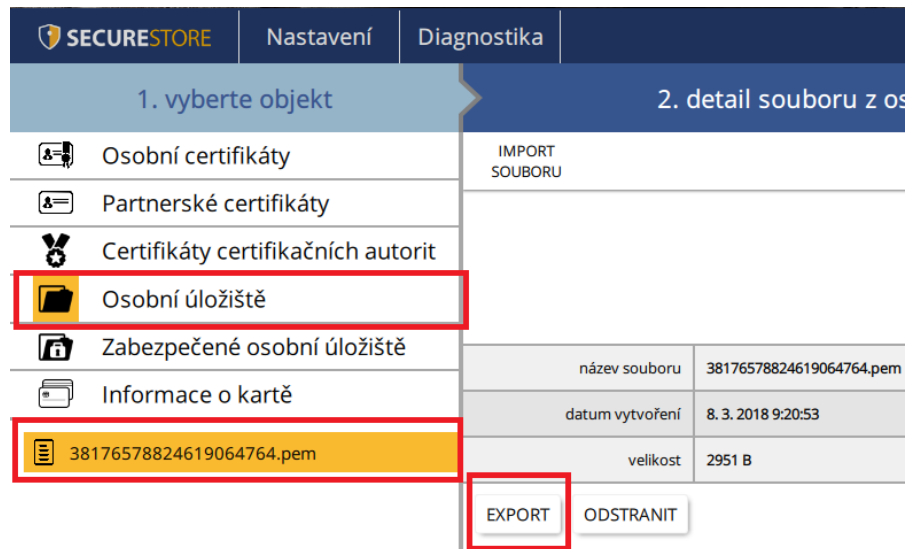 SECURESTORE Nastavení Diagnostika
1. vyberte objekt
2. detail souboru z os
Osobní certifikáty
Partnerské certifikáty
Certifikáty certifikačních autorit
Osobní úložiště
Zabezpečené osobní úložiště
Informace o kartě
38176578824619064764.pem
IMPORT
SOUBORU
název souboru 38176578824619064764.pem
datum vytvoření 8. 3. 2018 9:20:53
velikost 2951 B
EXPORT ODSTRANIT